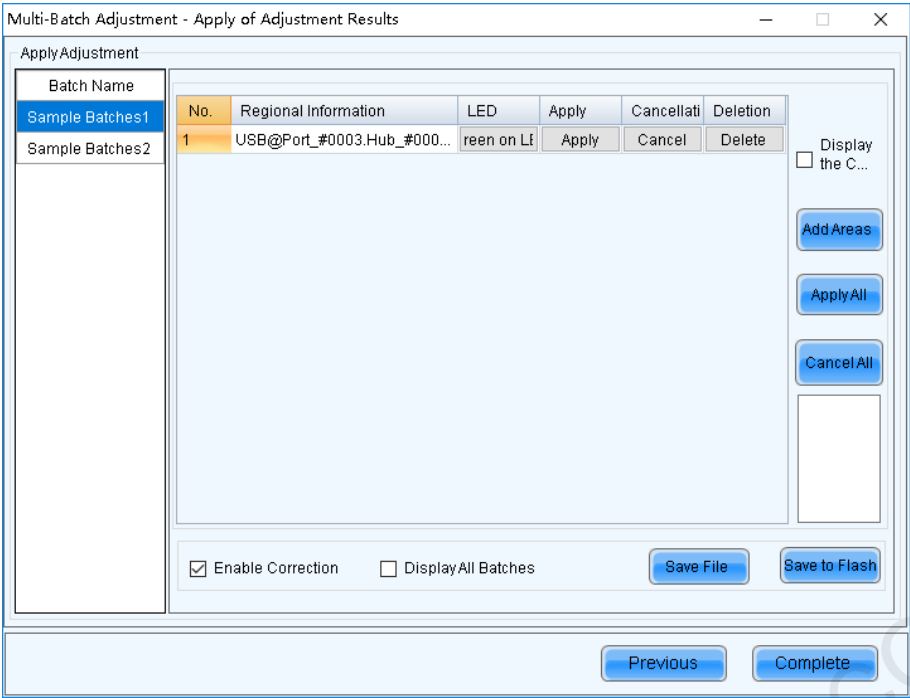 Multi-Batch Adjustment - Apply of Adjustment Results
Apply Adjustment
Batch Name
Sample Batches1
Sample Batches2
No. Regional Information LED Apply Cancellati Deletion
1 USB@Port_#0003.Hub_#000... reen on LE Apply Cancel Delete
Display
the C...
Add Areas
Apply All
Cancel All
Enable Correction Display All Batches Save File Save to Flash
Previous Complete